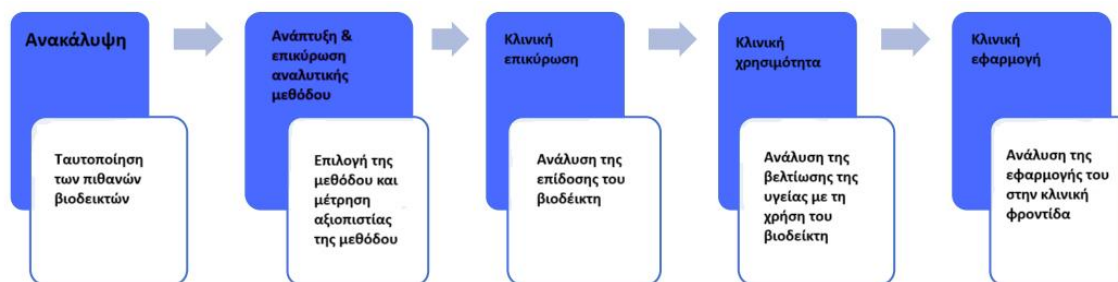 Ανακάλυψη
Ταυτοποίηση
των πιθανών
βιοδεικτών
Ανάπτυξη &
επικύρωση
αναλυτικής
μεθόδου
Επιλογή της
μεθόδου και
μέτρηση
αξιοπιστίας
της μεθόδου
Κλινική
επικύρωση
Ανάλυση της
επίδοσης του
βιοδέικτη
Κλινική
χρησιμότητα
Ανάλυση της
βελτίωσης της
υγείας με τη
χρήση του
βιοδείκτη
Κλινική
εφαρμογή
Ανάλυση της
εφαρμογής του
στην κλινική
φροντίδα